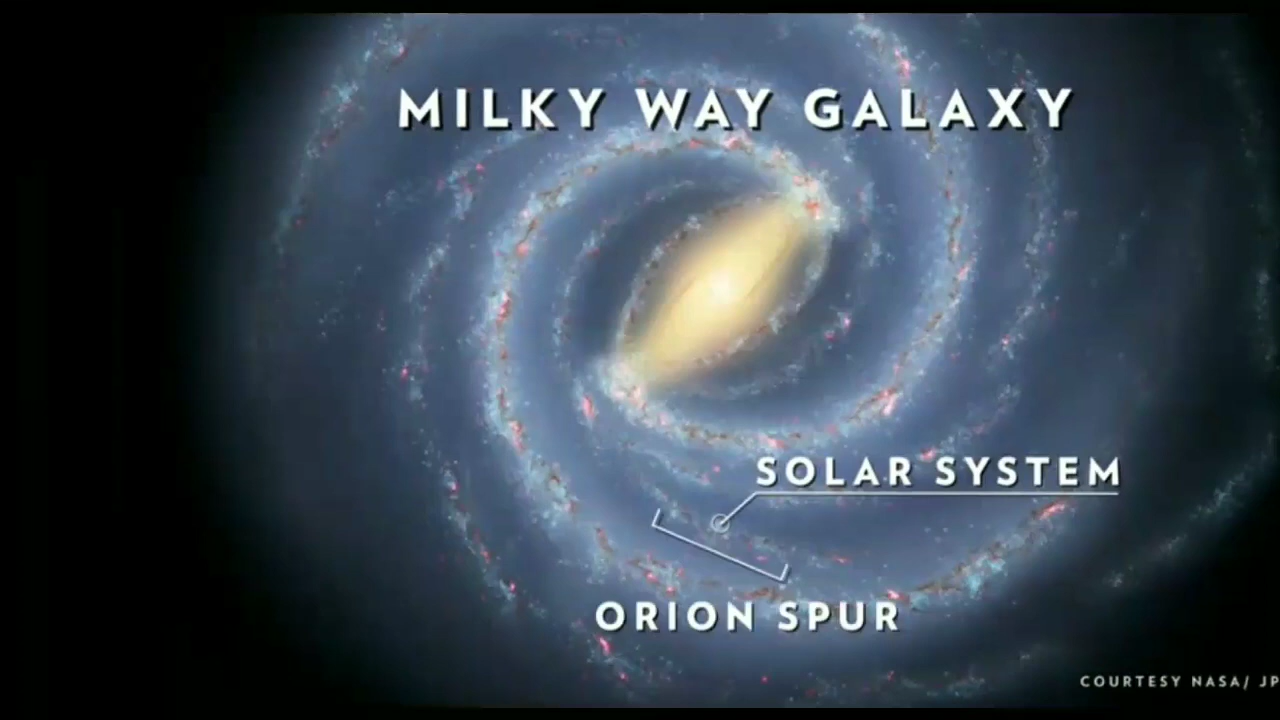 MILKY WAY GALAXY
SOLAR SYSTEM
ORION SPUR
COURTESY NASA/ JP